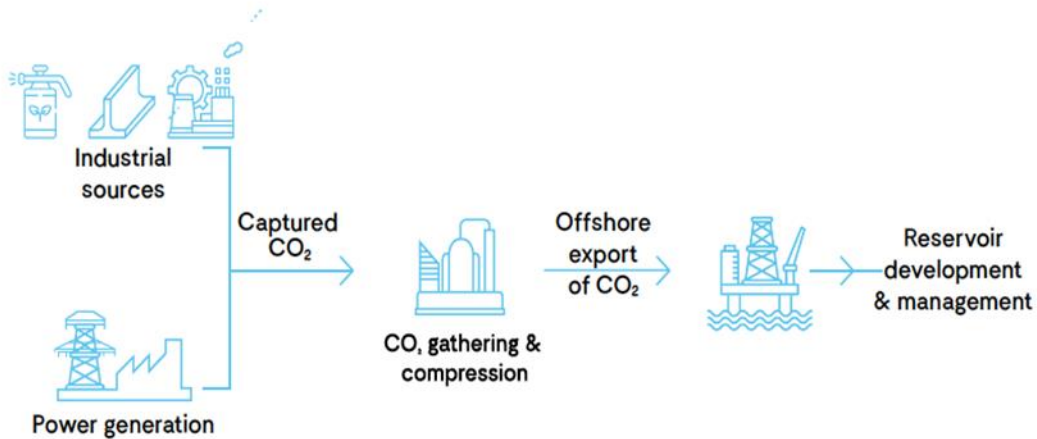 Industrial
sources
Captured
CO₂
Power generation
CO, gathering &
compression
Offshore
export
of CO₂
Reservoir
development
& management